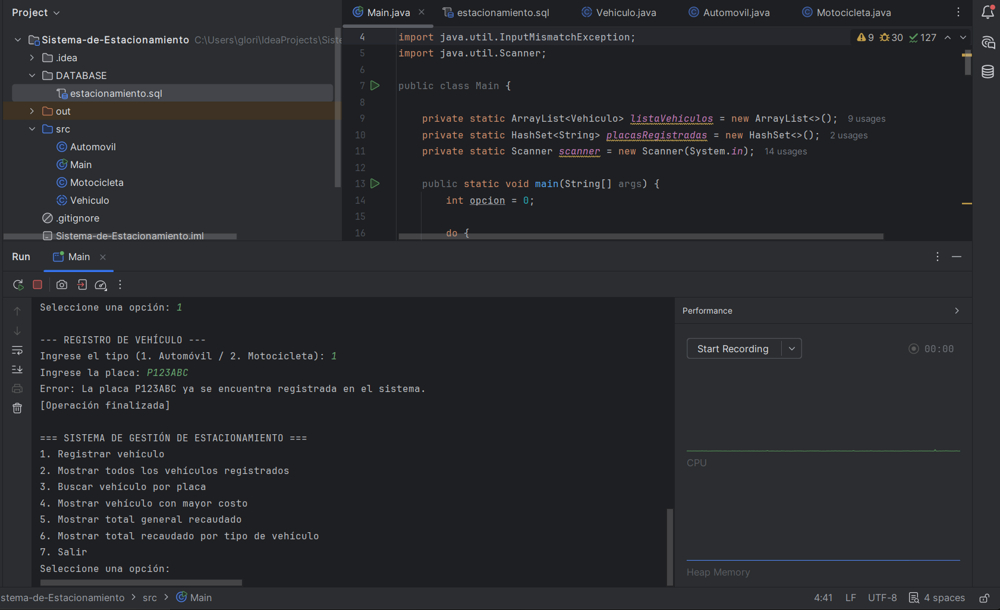 Project
Sistema-de-Estacionamiento C:\Users\glori\IdeaProjects\Siste
.idea
DATABASE
estacionamiento.sql
out
src
Automovil
Main
Motocicleta
Vehiculo
.gitignore
Sistema-de-Estacionamiento.iml
Main.java estacionamiento.sql Vehiculo.java Automovil.java Motocicleta.java
9 30 127
4 import java.util.InputMismatchException;
5 import java.util.Scanner;
6
7 public class Main {
8
9 private static ArrayList<Vehiculo> listaVehiculos = new ArrayList<>(); 9 usages
10 private static HashSet<String> placasRegistradas = new HashSet<>(); 2 usages
11 private static Scanner scanner = new Scanner(System.in); 14 usages
12
13 public static void main(String[] args) {
14 int opcion = 0;
15
16 do {
Run Main
Seleccione una opción: 1
--- REGISTRO DE VEHÍCULO ---
Ingrese el tipo (1. Automóvil / 2. Motocicleta): 1
Ingrese la placa: P123ABC
Error: La placa P123ABC ya se encuentra registrada en el sistema.
[Operación finalizada]
=== SISTEMA DE GESTIÓN DE ESTACIONAMIENTO ===
1. Registrar vehículo
2. Mostrar todos los vehículos registrados
3. Buscar vehículo por placa
4. Mostrar vehículo con mayor costo
5. Mostrar total general recaudado
6. Mostrar total recaudado por tipo de vehículo
7. Salir
Seleccione una opción:
Performance
Start Recording 00:00
CPU
Heap Memory
stema-de-Estacionamiento > src > Main
4:41 LF UTF-8 4 spaces